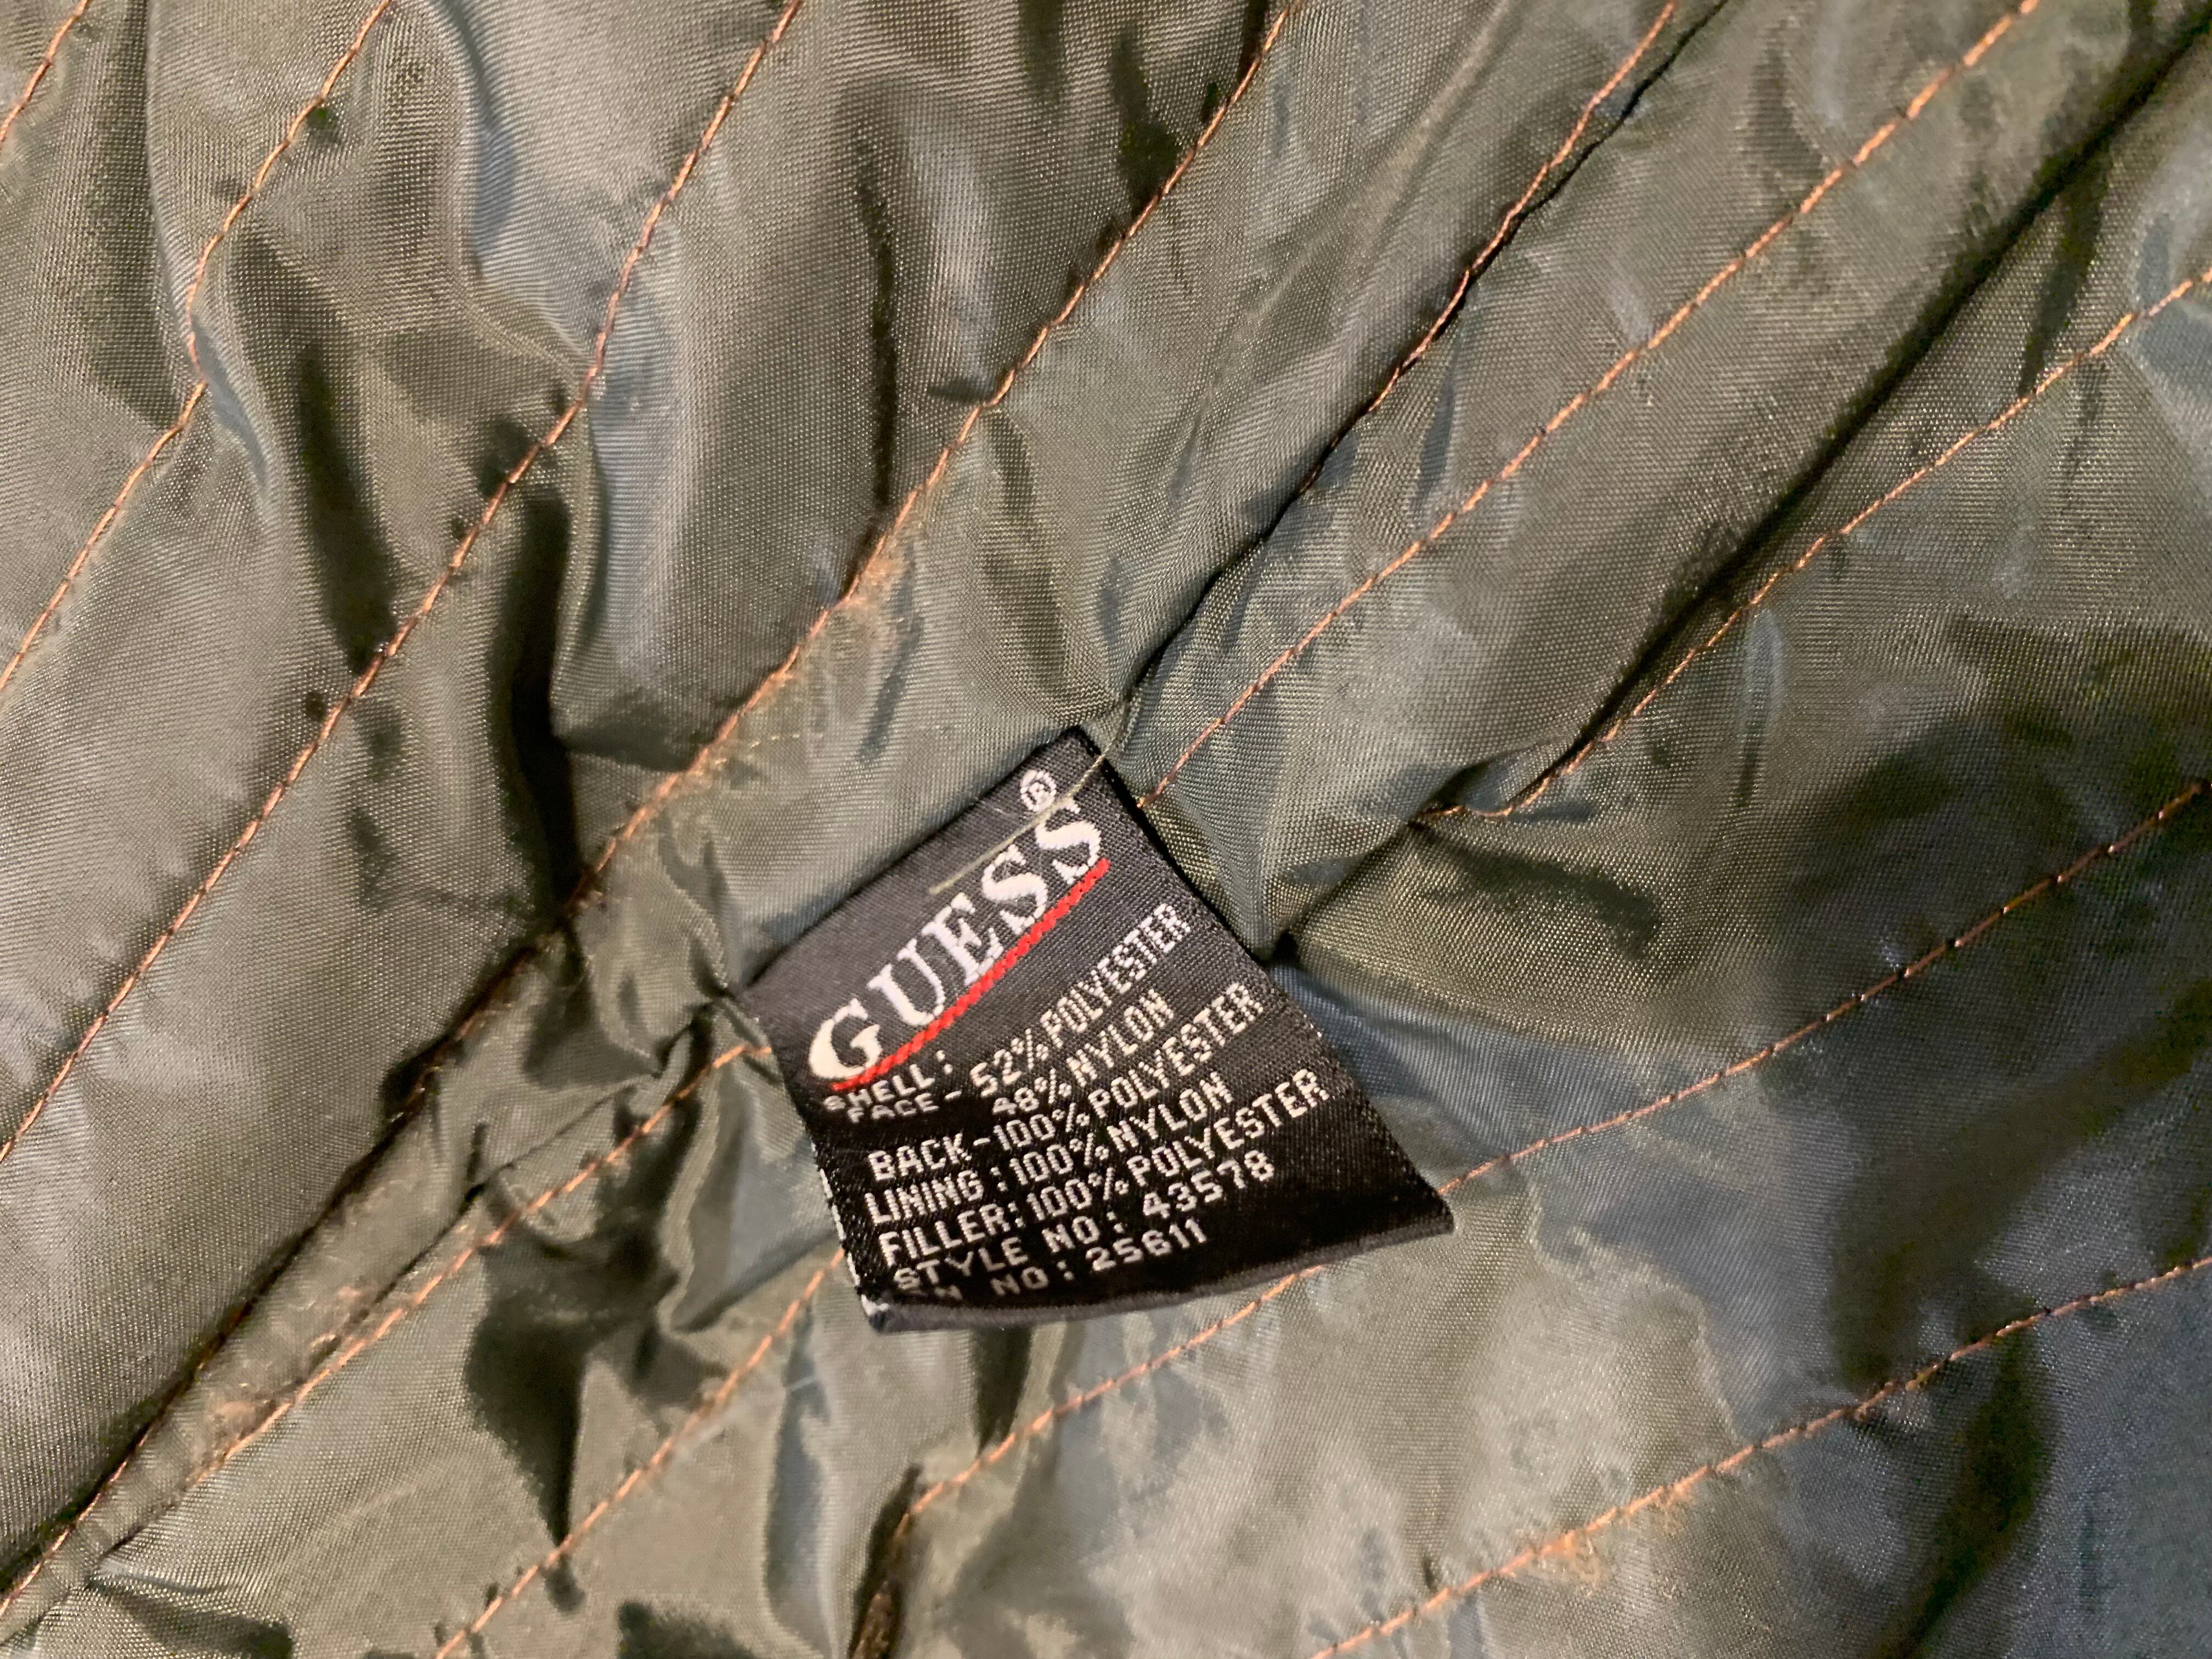 GUESS®
SHELL:
FACE- 52% POLYESTER
48% NYLON
BACK-100% POLYESTER
LINING:100% NYLON
FILLER:100% POLYESTER
STYLE NO: 43578
NO: 25611